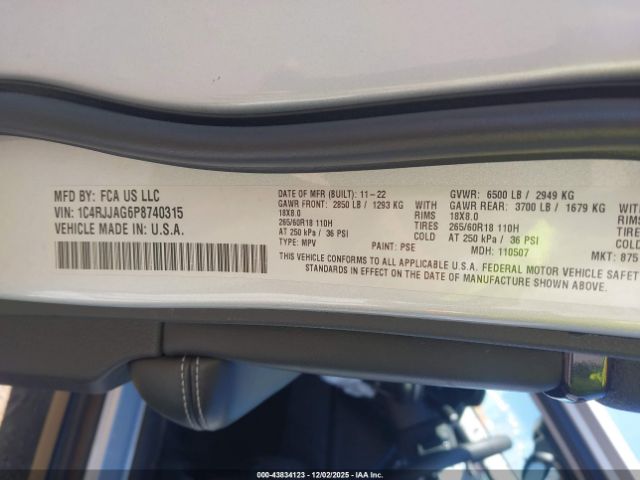 MFD BY: FCA US LLC
VIN: 1C4RJJAG6P8740315
VEHICLE MADE IN: U.S.A.
DATE OF MFR (BUILT): 11-22
GAWR FRONT: 2850 LB / 1293 KG WITH
18X8.0 RIMS
265/60R18 110H TIRES
AT 250 kPa / 36 PSI COLD
TYPE: MPV PAINT: PSE
GVWR: 6500 LB / 2949 KG
GAWR REAR: 3700 LB / 1679 KG WITH
18X8.0 RIMS
265/60R18 110H TIRES
AT 250 kPa / 36 PSI COLD
MDH: 110507 MKT: 875
THIS VEHICLE CONFORMS TO ALL APPLICABLE U.S.A. FEDERAL MOTOR VEHICLE SAFET
STANDARDS IN EFFECT ON THE DATE OF MANUFACTURE SHOWN ABOVE.
© IAA 000-43834123 12/02/2025 - IAA Holdings, LLC